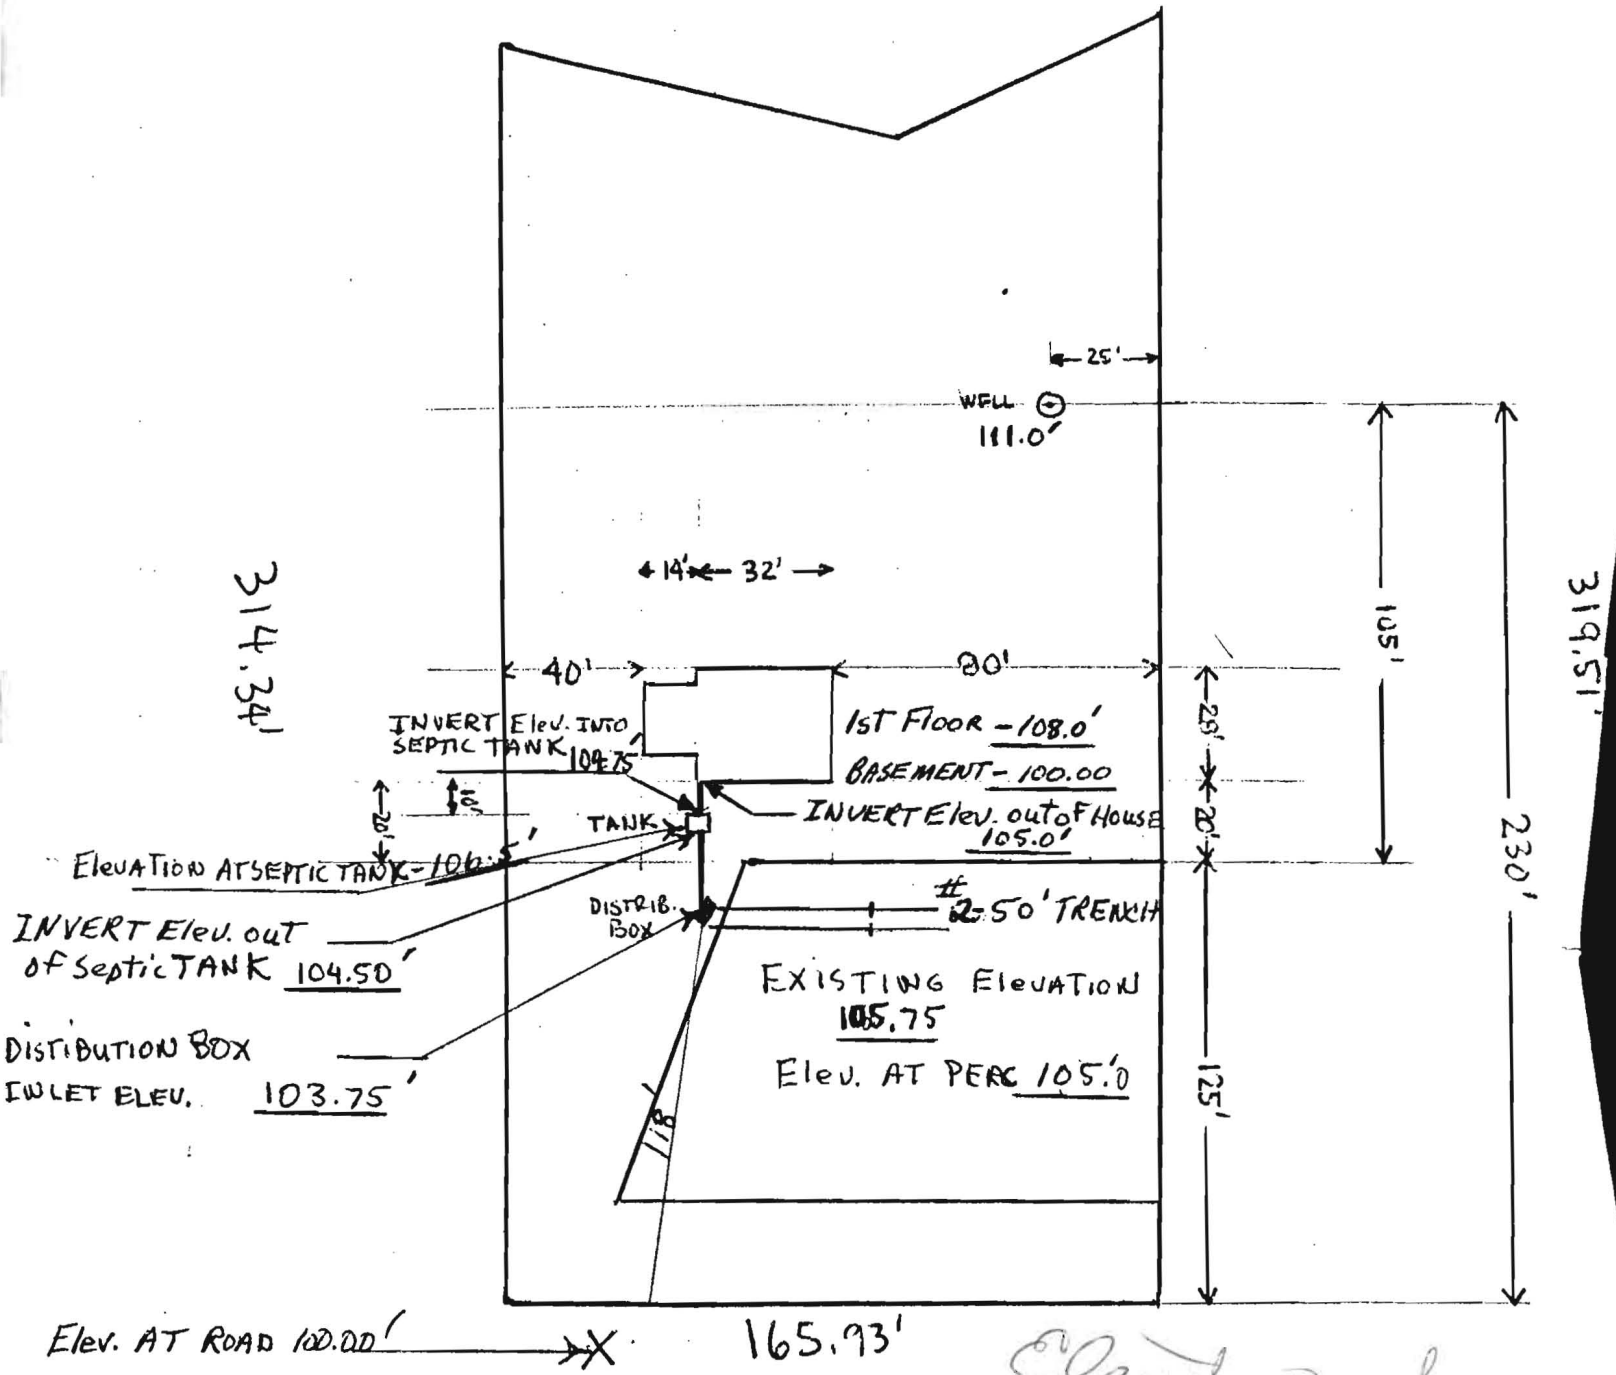 25'
WELL
111.0'
14' 32'
105'
319.51'
314.34'
40' 80'
28'
INVERT Elev. INTO
SEPTIC TANK 104.75'
1ST FLOOR - 108.0'
BASEMENT - 100.00
10'
20'
TANK
INVERT Elev. out of House
105.0'
20'
230'
Elevation AT SEPTIC TANK - 106.5'
DISTRIB.
BOX
# 2-50' TRENCH
INVERT Elev. out
of Septic TANK 104.50'
EXISTING Elevation
105.75
DISTIBUTION BOX
INLET ELEV. 103.75'
Elev. AT PERC 105.'0
125'
118
Elev. AT ROAD 100.00' X
165.93'